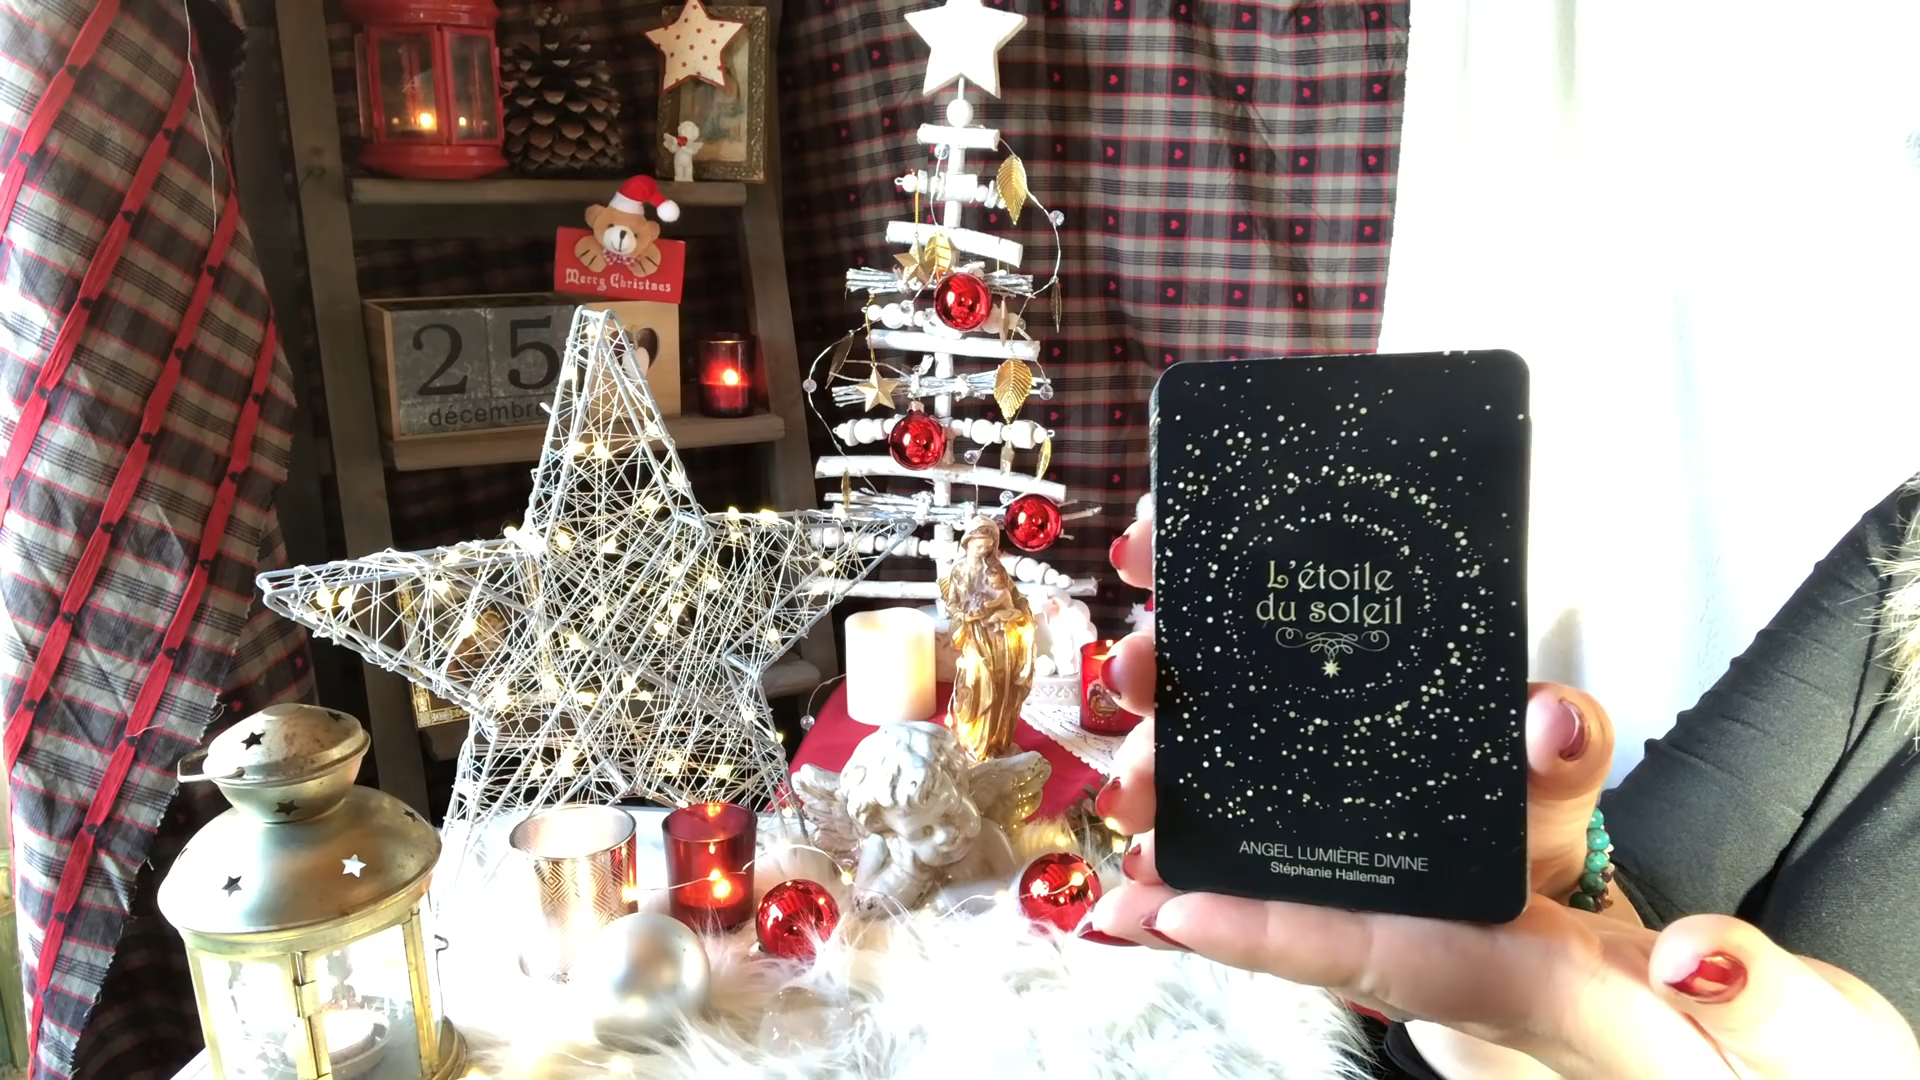 Merry Christmas
25
décembre
L'étoile
du soleil
ANGEL LUMIÈRE DIVINE
Stéphanie Halleman